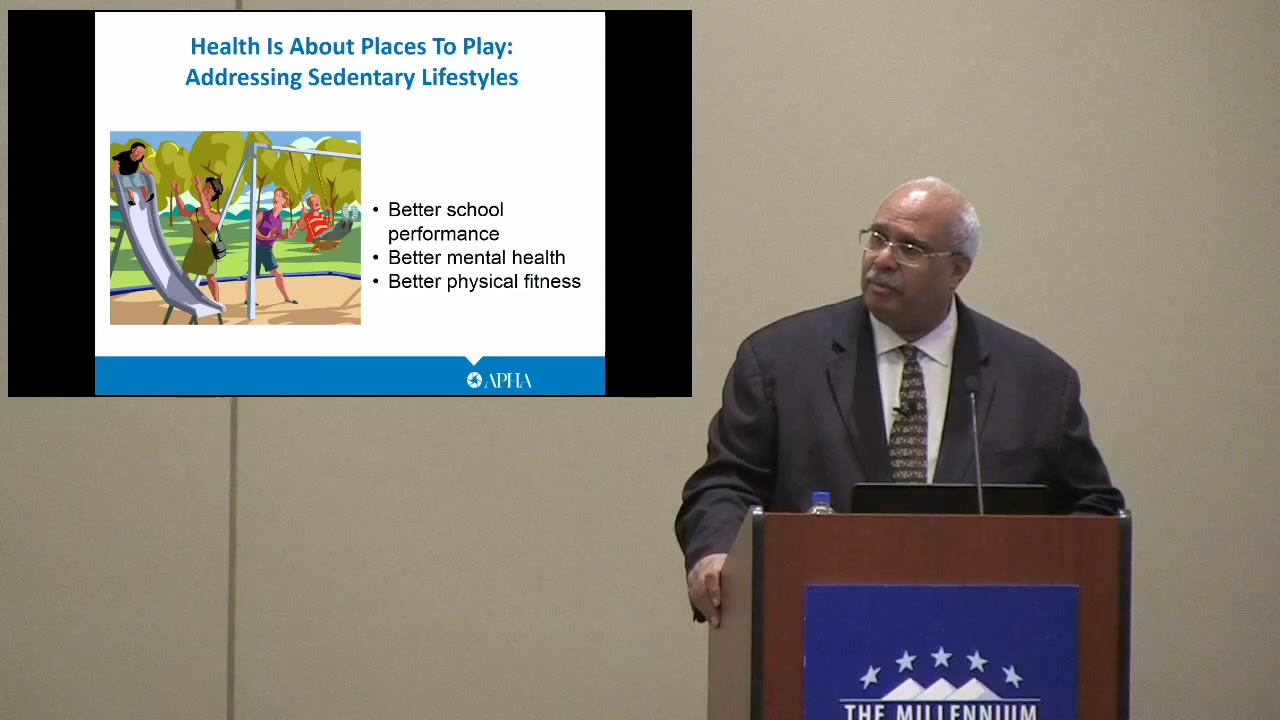 Health Is About Places To Play:
Addressing Sedentary Lifestyles
• Better school
performance
• Better mental health
• Better physical fitness
APHA
THE MILLENNIUM